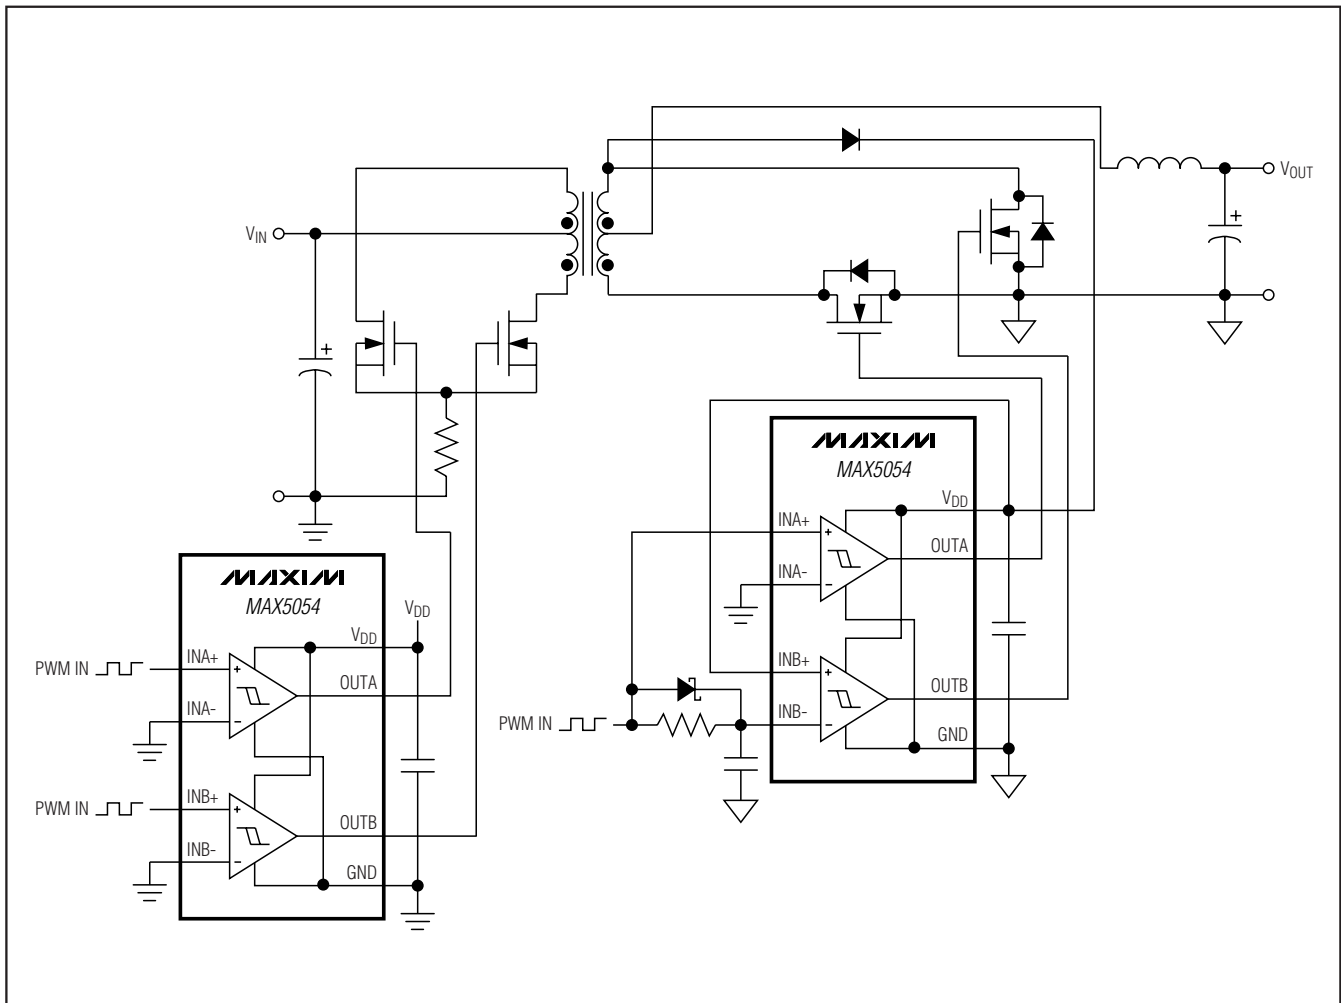 VOUT
VIN
+
+
MAXIM
MAX5054
VDD
INA+
+
OUTA
INA-
-
INB+
+
OUTB
INB-
-
GND
PWM IN
MAXIM
MAX5054
VDD
VDD
PWM IN
INA+
+
OUTA
INA-
-
PWM IN
INB+
+
OUTB
INB-
-
GND